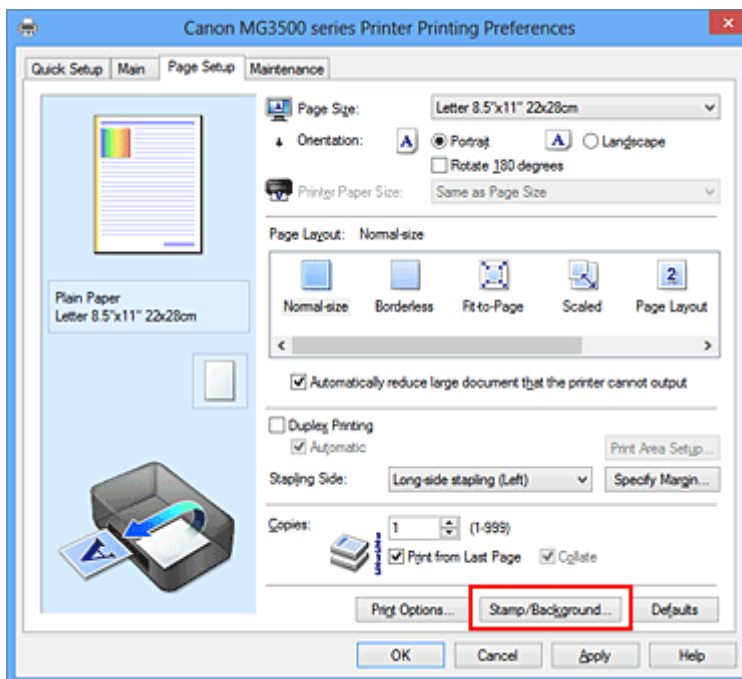 Canon MG3500 series Printer Printing Preferences
Quick Setup Main Page Setup Maintenance
Page Size: Letter 8.5"x11" 22x28cm
Orientation: A Portrait A Landscape
Rotate 180 degrees
Printer Paper Size: Same as Page Size
Page Layout: Normal-size
2
Normal-size Borderless Fit-to-Page Scaled Page Layout
Plain Paper
Letter 8.5"x11" 22x28cm
Automatically reduce large document that the printer cannot output
Duplex Printing
Automatic Print Area Setup...
Stapling Side: Long-side stapling (Left) Specify Margin...
Copies: 1 (1-999)
Print from Last Page Collate
A
Print Options... Stamp/Background... Defaults
OK Cancel Apply Help